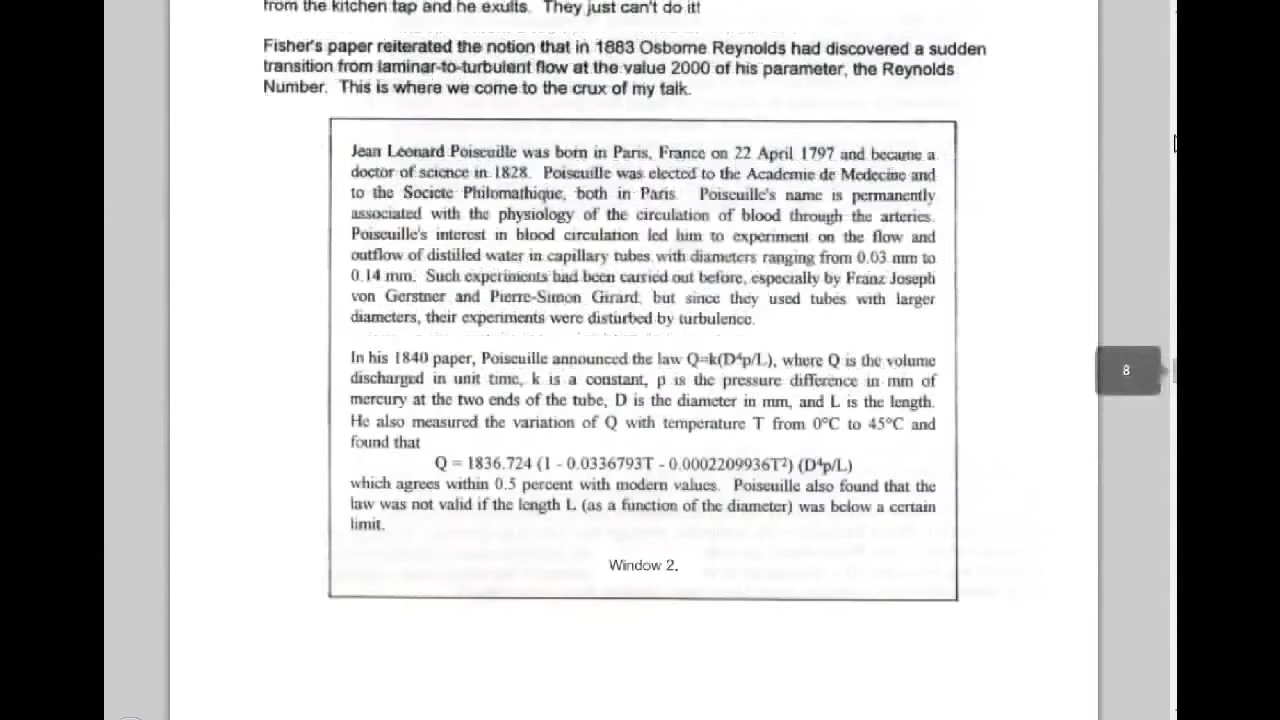 from the kitchen tap and he exults. They just can't do it!
Fisher's paper reiterated the notion that in 1883 Osborne Reynolds had discovered a sudden
transition from laminar-to-turbulent flow at the value 2000 of his parameter, the Reynolds
Number. This is where we come to the crux of my talk.
Jean Leonard Poiseuille was born in Paris, France on 22 April 1797 and became a
doctor of science in 1828. Poiseuille was elected to the Academie de Medecine and
to the Societe Philomathique, both in Paris. Poiseuille's name is permanently
associated with the physiology of the circulation of blood through the arteries.
Poiseuille's interest in blood circulation led him to experiment on the flow and
outflow of distilled water in capillary tubes with diameters ranging from 0.03 mm to
0.14 mm. Such experiments had been carried out before, especially by Franz Joseph
von Gerstner and Pierre-Simon Girard, but since they used tubes with larger
diameters, their experiments were disturbed by turbulence.
In his 1840 paper, Poiseuille announced the law Q=k(D⁴p/L), where Q is the volume
discharged in unit time, k is a constant, p is the pressure difference in mm of
mercury at the two ends of the tube, D is the diameter in mm, and L is the length.
He also measured the variation of Q with temperature T from 0°C to 45°C and
found that
Q = 1836.724 (1 - 0.0336793T - 0.0002209936T²) (D⁴p/L)
which agrees within 0.5 percent with modern values. Poiseuille also found that the
law was not valid if the length L (as a function of the diameter) was below a certain
limit.
Window 2.
8